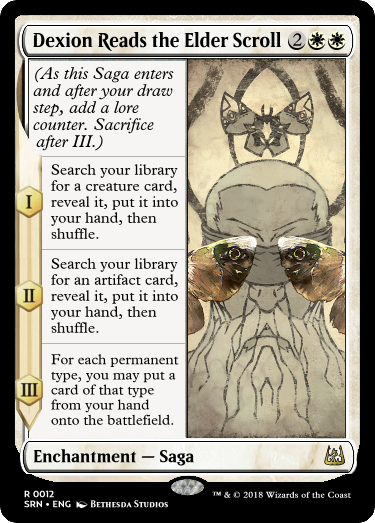 Dexion Reads the Elder Scroll 2
(As this Saga enters
and after your draw
step, add a lore
counter. Sacrifice
after III.)
I
Search your library
for a creature card,
reveal it, put it into
your hand, then
shuffle.
II
Search your library
for an artifact card,
reveal it, put it into
your hand, then
shuffle.
III
For each permanent
type, you may put a
card of that type
from your hand
onto the battlefield.
Enchantment — Saga
R 0012
SRN • ENG Bethesda Studios
™ & © 2018 Wizards of the Coast